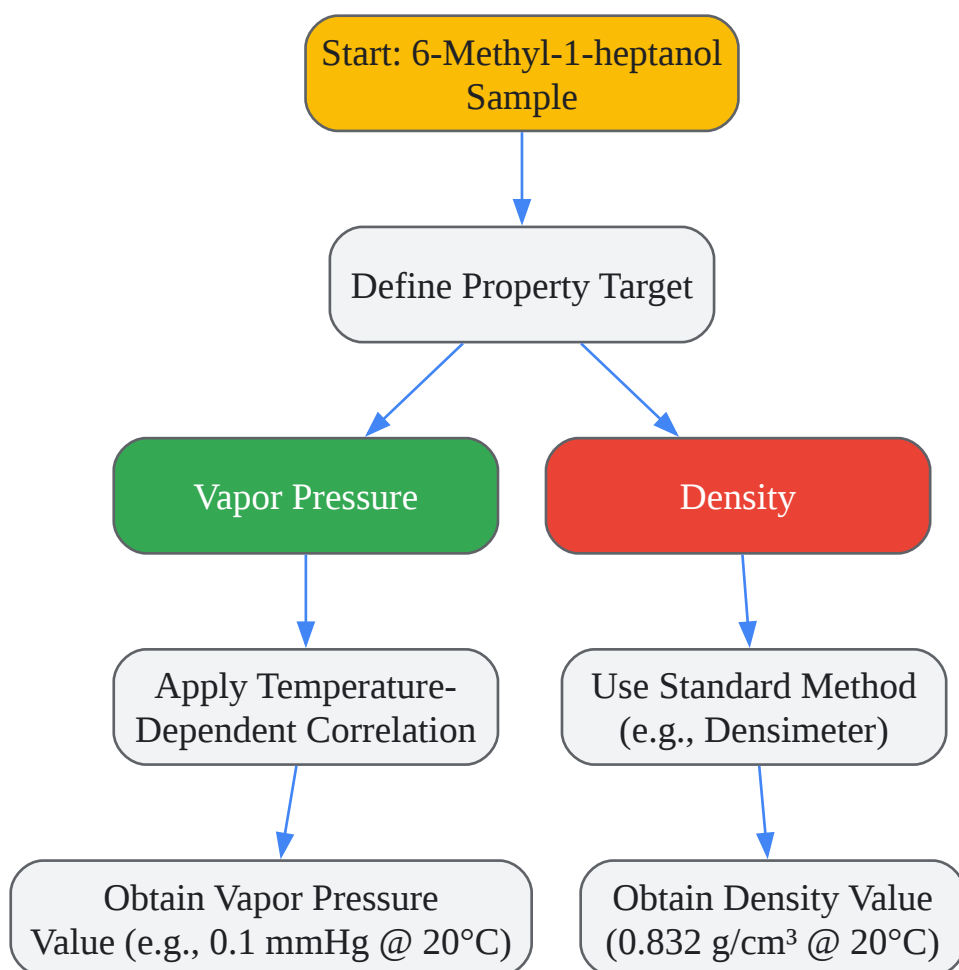 Start: 6-Methyl-1-heptanol
Sample
Define Property Target
Vapor Pressure
Density
Apply Temperature-
Dependent Correlation
Use Standard Method
(e.g., Densimeter)
Obtain Vapor Pressure
Value (e.g., 0.1 mmHg @ 20°C)
Obtain Density Value
(0.832 g/cm³ @ 20°C)